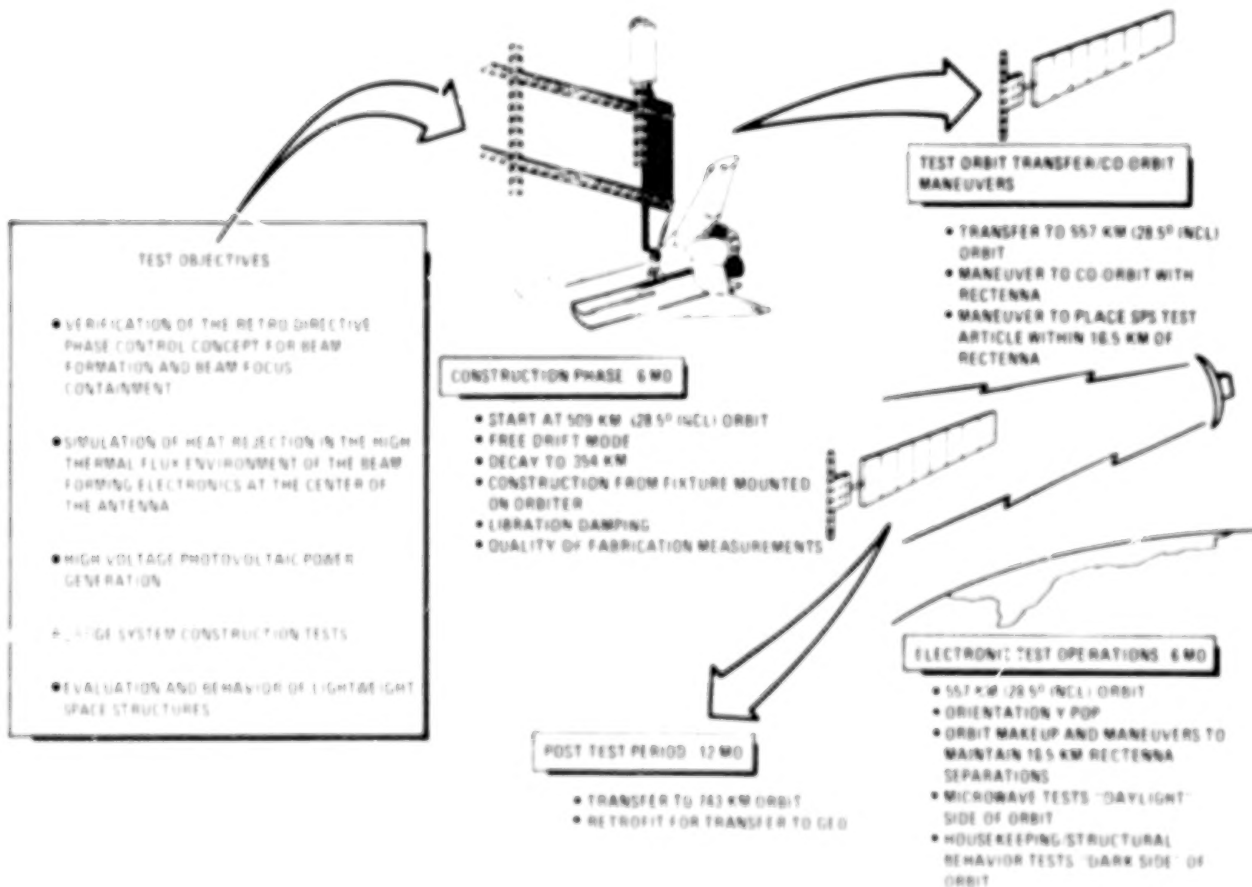 TEST OBJECTIVES
• VERIFICATION OF THE RETRO DIRECTIVE
PHASE CONTROL CONCEPT FOR BEAM
FORMATION AND BEAM FOCUS
CONTAINMENT
• SIMULATION OF HEAT REJECTION IN THE HIGH
THERMAL FLUX ENVIRONMENT OF THE BEAM
FORMING ELECTRONICS AT THE CENTER OF
THE ANTENNA
• HIGH VOLTAGE PHOTOVOLTAIC POWER
GENERATION
• LARGE SYSTEM CONSTRUCTION TESTS
• EVALUATION AND BEHAVIOR OF LIGHTWEIGHT
SPACE STRUCTURES
CONSTRUCTION PHASE 6 MO
• START AT 509 KM (28.5º INCL) ORBIT
• FREE DRIFT MODE
• DECAY TO 354 KM
• CONSTRUCTION FROM FIXTURE MOUNTED
ON ORBITER
• LIBRATION DAMPING
• QUALITY OF FABRICATION MEASUREMENTS
TEST ORBIT TRANSFER/CO-ORBIT
MANEUVERS
• TRANSFER TO 557 KM (28.5º INCL)
ORBIT
• MANEUVER TO CO-ORBIT WITH
RECTENNA
• MANEUVER TO PLACE SPS TEST
ARTICLE WITHIN 16.5 KM OF
RECTENNA
ELECTRONIC TEST OPERATIONS 6 MO
• 557 KM (28.5º INCL) ORBIT
• ORIENTATION Y POP
• ORBIT MAKEUP AND MANEUVERS TO
MAINTAIN 16.5 KM RECTENNA
SEPARATIONS
• MICROWAVE TESTS "DAYLIGHT"
SIDE OF ORBIT
• HOUSEKEEPING/STRUCTURAL
BEHAVIOR TESTS "DARK SIDE" OF
ORBIT
POST TEST PERIOD 12 MO
• TRANSFER TO 743 KM ORBIT
• RETROFIT FOR TRANSFER TO GEO